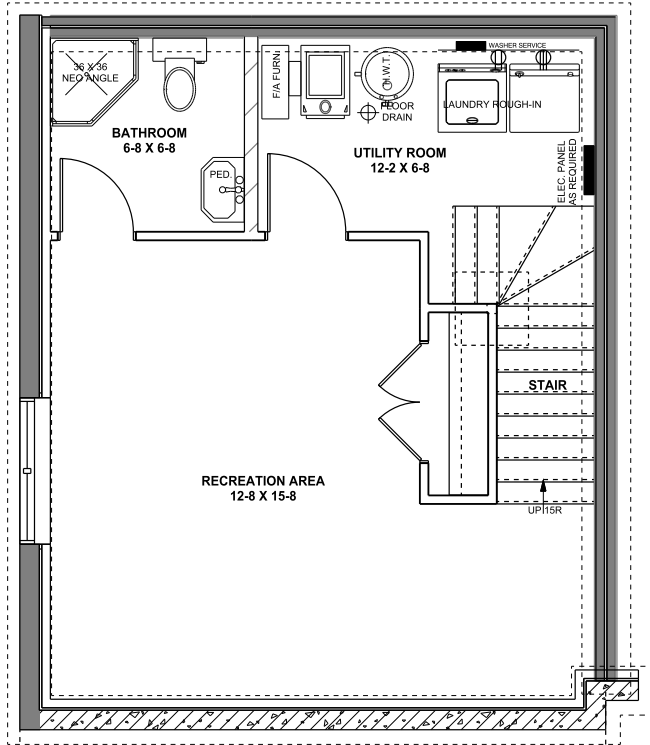 36 X 36
NEO ANGLE
BATHROOM
6-8 X 6-8
PED.
F/A FURN.
H.W.T.
FLOOR
DRAIN
WASHER SERVICE
LAUNDRY ROUGH-IN
UTILITY ROOM
12-2 X 6-8
ELEC. PANEL
AS REQUIRED
STAIR
UP 15R
RECREATION AREA
12-8 X 15-8